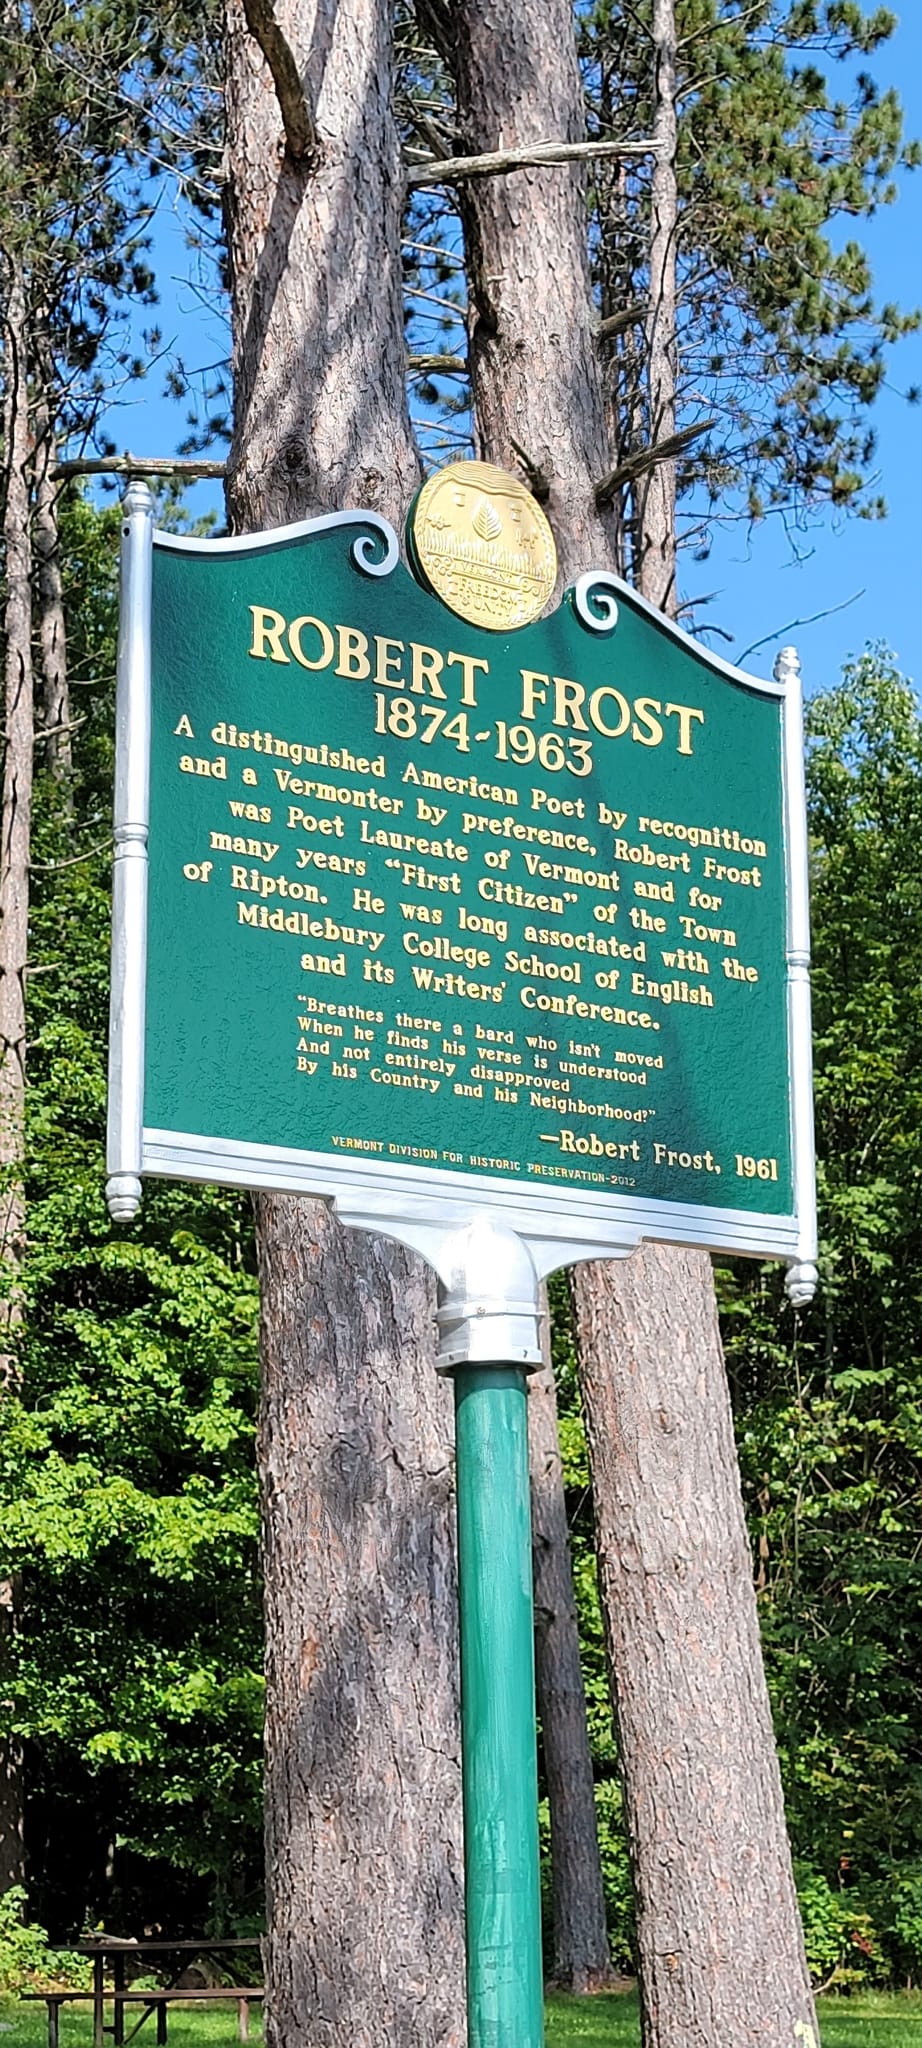 VERMONT
FREEDOM
& UNITY
ROBERT FROST
1874-1963
A distinguished American Poet by recognition
and a Vermonter by preference, Robert Frost
was Poet Laureate of Vermont and for
many years "First Citizen" of the Town
of Ripton. He was long associated with the
Middlebury College School of English
and its Writers' Conference.
"Breathes there a bard who isn't moved
When he finds his verse is understood
And not entirely disapproved
By his Country and his Neighborhood?"
—Robert Frost, 1961
VERMONT DIVISION FOR HISTORIC PRESERVATION-2012